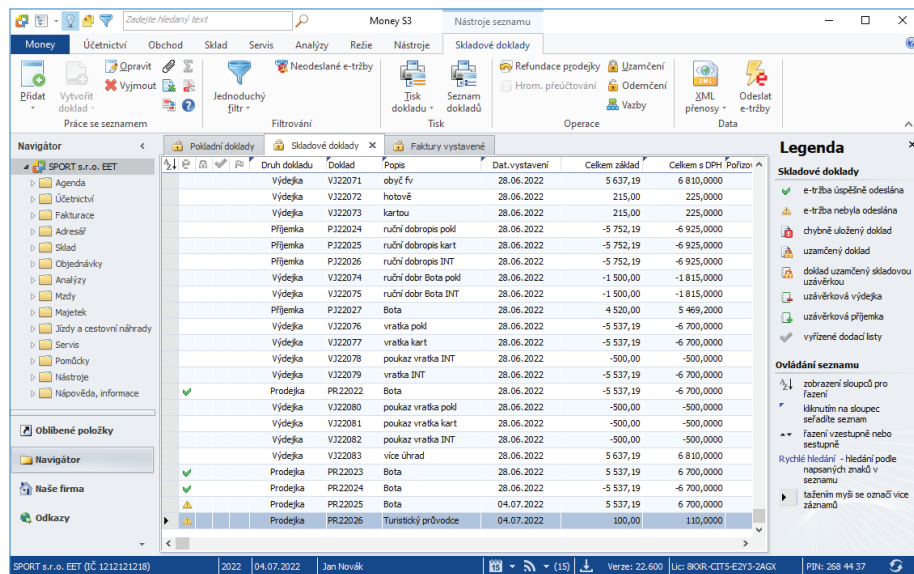 Zadejte hledaný text
Money S3
Nástroje seznamu
Money Účetnictví Obchod Sklad Servis Analýzy Režie Nástroje Skladové doklady
Přidat
Vytvořit doklad
Opravit
Vyjmout
Práce se seznamem
Jednoduchý filtr
Neodeslané e-tržby
Filtrování
Tisk dokladu
Seznam dokladů
Tisk
Refundace prodejky
Hrom. přeúčtování
Uzamčení
Odemčení
Vazby
Operace
XML přenosy
Odeslat e-tržby
Data
Navigátor
SPORT s.r.o. EET
Agenda
Účetnictví
Fakturace
Adresář
Sklad
Objednávky
Analýzy
Mzdy
Majetek
Jízdy a cestovní náhrady
Servis
Pomůcky
Nástroje
Nápověda, informace
Oblíbené položky
Navigátor
Naše firma
Odkazy
Pokladní doklady Skladové doklady X Faktury vystavené
Druh dokladu Doklad Popis Dat.vystavení Celkem základ Celkem s DPH Pořizov
Výdejka VJ22071 obyč fv 28.06.2022 5 637,19 6 810,0000
Výdejka VJ22072 hotově 28.06.2022 215,00 225,0000
Výdejka VJ22073 kartou 28.06.2022 215,00 225,0000
Příjemka PJ22024 ruční dobropis pokl 28.06.2022 -5 752,19 -6 925,0000
Příjemka PJ22025 ruční dobropis kart 28.06.2022 -5 752,19 -6 925,0000
Příjemka PJ22026 ruční dobropis INT 28.06.2022 -5 752,19 -6 925,0000
Výdejka VJ22074 ruční dobr Bota pokl 28.06.2022 -1 500,00 -1 815,0000
Výdejka VJ22075 ruční dobr Bota INT 28.06.2022 -1 500,00 -1 815,0000
Příjemka PJ22027 Bota 28.06.2022 4 520,00 5 469,2000
Výdejka VJ22076 vratka pokl 28.06.2022 -5 537,19 -6 700,0000
Výdejka VJ22077 vratka kart 28.06.2022 -5 537,19 -6 700,0000
Výdejka VJ22078 poukaz vratka INT 28.06.2022 -500,00 -500,0000
Výdejka VJ22079 vratka INT 28.06.2022 -5 537,19 -6 700,0000
Prodejka PR22022 Bota 28.06.2022 -5 537,19 -6 700,0000
Výdejka VJ22080 poukaz vratka pokl 28.06.2022 -500,00 -500,0000
Výdejka VJ22081 poukaz vratka kart 28.06.2022 -500,00 -500,0000
Výdejka VJ22082 poukaz vratka INT 28.06.2022 -500,00 -500,0000
Výdejka VJ22083 více úhrad 28.06.2022 5 637,19 6 810,0000
Prodejka PR22023 Bota 28.06.2022 5 537,19 6 700,0000
Prodejka PR22024 Bota 28.06.2022 -5 537,19 -6 700,0000
Prodejka PR22025 Bota 04.07.2022 5 537,19 6 700,0000
Prodejka PR22026 Turistický průvodce 04.07.2022 100,00 110,0000
Legenda
Skladové doklady
e-tržba úspěšně odeslána
e-tržba nebyla odeslána
chybně uložený doklad
uzamčený doklad
doklad uzamčený skladovou
uzávěrkou
uzávěrková výdejka
uzávěrková příjemka
vyřízené dodací listy
Ovládání seznamu
zobrazení sloupců pro
řazení
kliknutím na sloupec
seřadíte seznam
řazení vzestupně nebo
sestupně
Rychlé hledání - hledání podle
napsaných znaků v
seznamu
tažením myši se označí více
záznamů
SPORT s.r.o. EET (IČ 1212121218) 2022 04.07.2022 Jan Novák 15 (15) Verze: 22.600 Lic: 8KXR-CIT5-E2Y3-2AGX PIN: 268 44 37